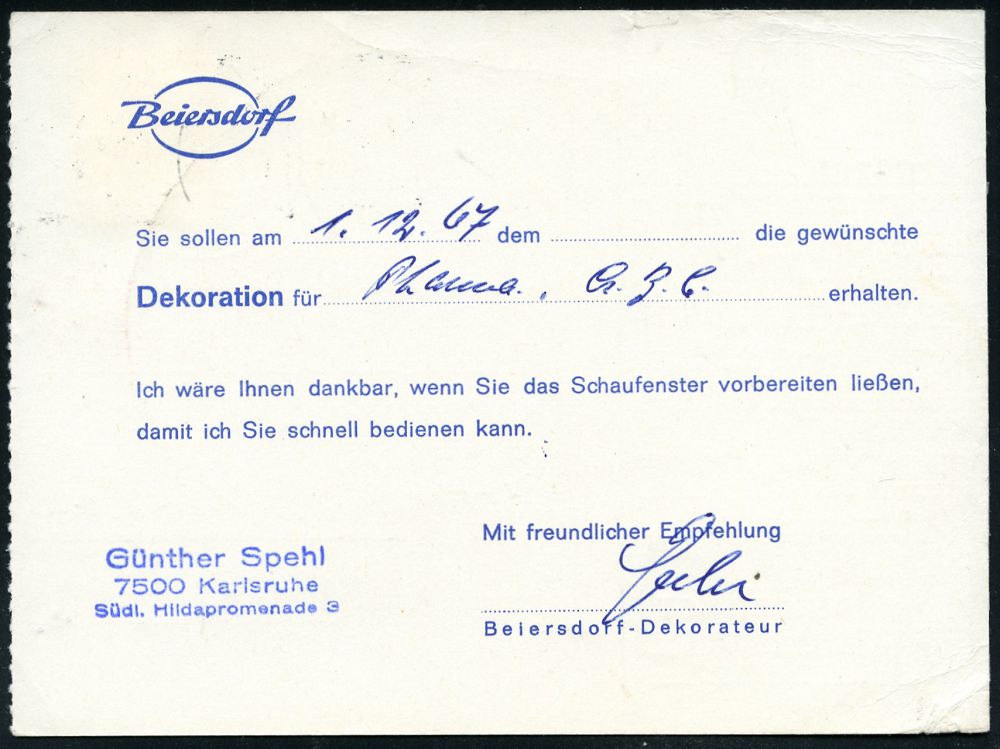 Beiersdorf
Sie sollen am 1. 12. 67 dem die gewünschte
Dekoration für Pharma. erhalten.
Ich wäre Ihnen dankbar, wenn Sie das Schaufenster vorbereiten ließen,
damit ich Sie schnell bedienen kann.
Mit freundlicher Empfehlung
Günther Spehl
7500 Karlsruhe
Südl. Hildapromenade 3
Beiersdorf-Dekorateur